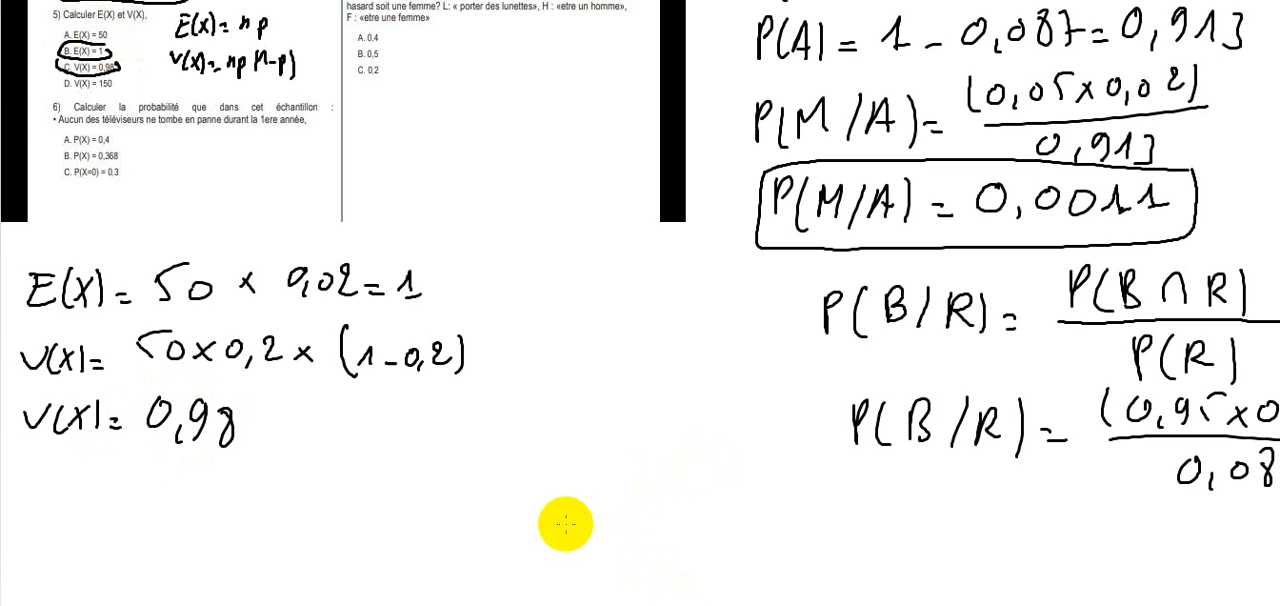 5) Calculer E(X) et V(X),
A. E(X) = 50
B. E(X) = 1
C. V(X) = 0,98
D. V(X) = 150
E(X) = np
V(X) = np(1-p)
6) Calculer la probabilité que dans cet échantillon :
• Aucun des téléviseurs ne tombe en panne durant la 1ere année,
A. P(X) = 0,4
B. P(X) = 0,368
C. P(X=0) = 0.3
hasard soit une femme? L: « porter des lunettes», H : «etre un homme»,
F : «etre une femme»
A. 0,4
B. 0,5
C. 0,2
E(X) = 50 × 0,02 = 1
V(X) = 50 × 0,2 × (1 - 0,2)
V(X) = 0,98
P(A) = 1 - 0,087 = 0,913
P(M/A) = (0,05 × 0,02)
0,913
P(M/A) = 0,0011
P(B/R) = P(B ∩ R)
P(R)
P(B/R) = (0,95 × 0
0,08